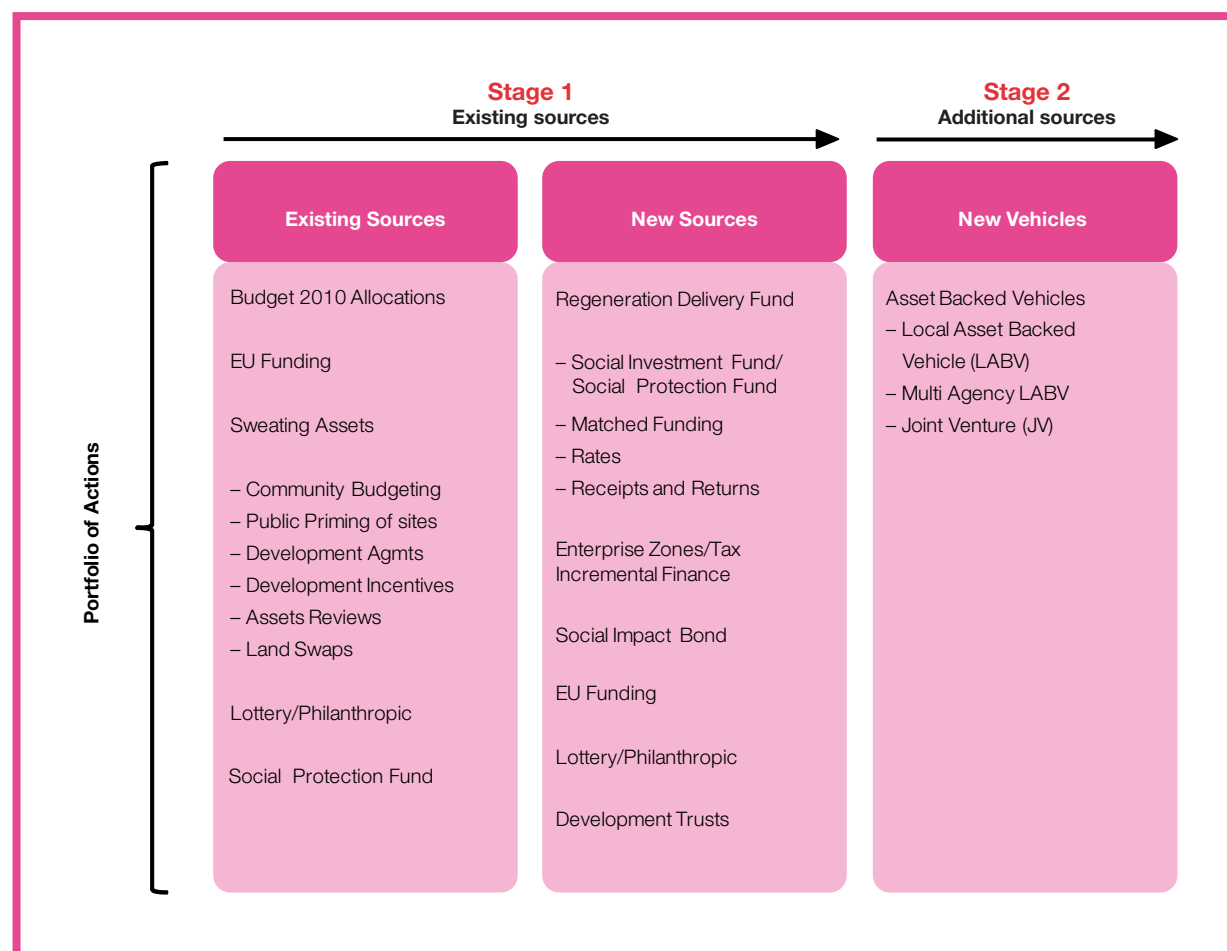 Stage 1
Existing sources
Stage 2
Additional sources
Portfolio of Actions
Existing Sources
Budget 2010 Allocations
EU Funding
Sweating Assets
– Community Budgeting
– Public Priming of sites
– Development Agmts
– Development Incentives
– Assets Reviews
– Land Swaps
Lottery/Philanthropic
Social Protection Fund
New Sources
Regeneration Delivery Fund
– Social Investment Fund/
Social Protection Fund
– Matched Funding
– Rates
– Receipts and Returns
Enterprise Zones/Tax
Incremental Finance
Social Impact Bond
EU Funding
Lottery/Philanthropic
Development Trusts
New Vehicles
Asset Backed Vehicles
– Local Asset Backed
Vehicle (LABV)
– Multi Agency LABV
– Joint Venture (JV)